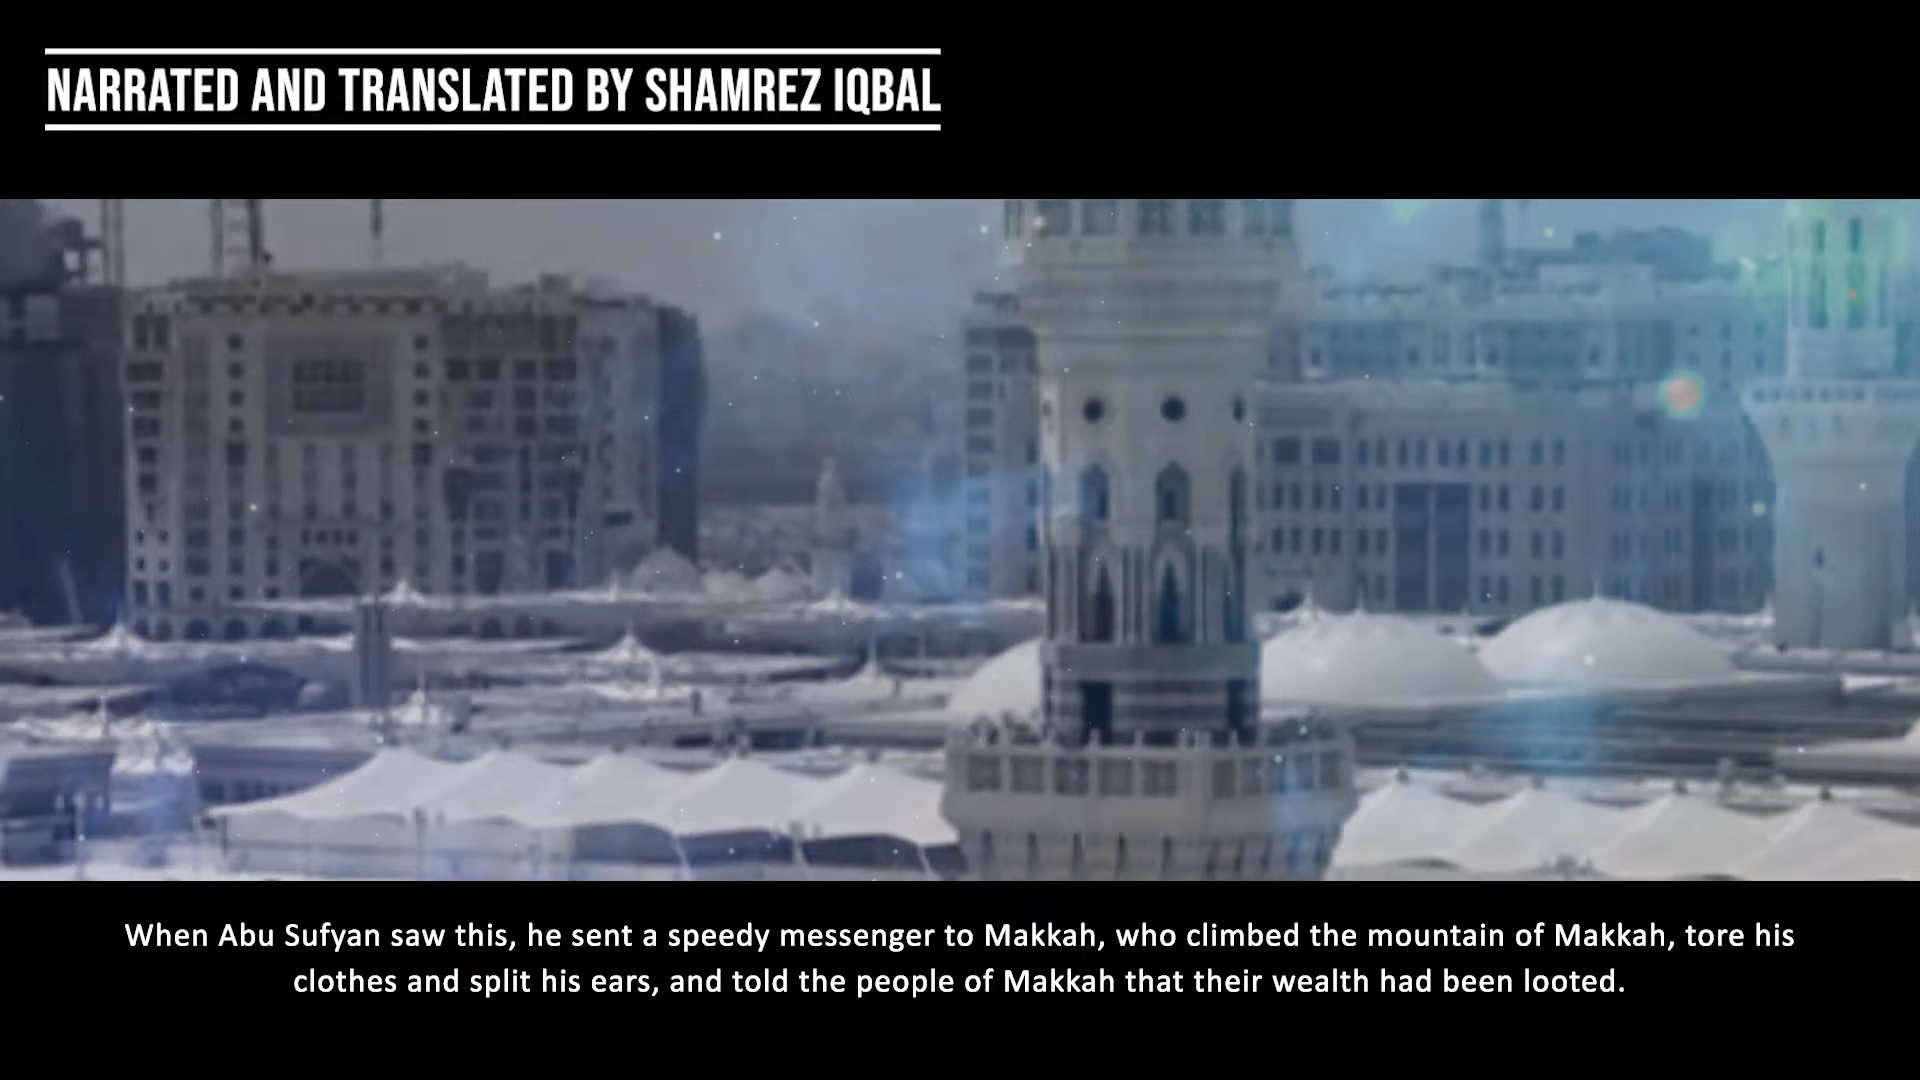 NARRATED AND TRANSLATED BY SHAMREZ IQBAL
When Abu Sufyan saw this, he sent a speedy messenger to Makkah, who climbed the mountain of Makkah, tore his
clothes and split his ears, and told the people of Makkah that their wealth had been looted.